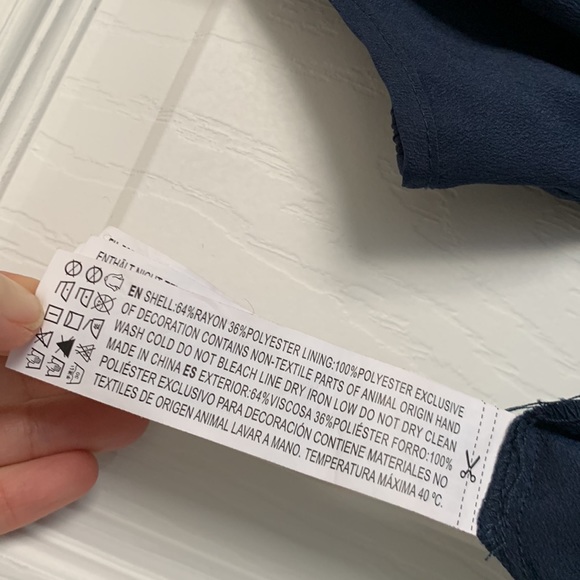 ENTHÄLT NICHT
EN SHELL:64%RAYON 36%POLYESTER LINING:100%POLYESTER EXCLUSIVE
OF DECORATION CONTAINS NON-TEXTILE PARTS OF ANIMAL ORIGIN HAND
WASH COLD DO NOT BLEACH LINE DRY IRON LOW DO NOT DRY CLEAN
MADE IN CHINA ES EXTERIOR:64%VISCOSA 36%POLIÉSTER FORRO:100%
POLIÉSTER EXCLUSIVO PARA DECORACIÓN CONTIENE MATERIALES NO
TEXTILES DE ORIGEN ANIMAL LAVAR A MANO. TEMPERATURA MÁXIMA 40 ºC.